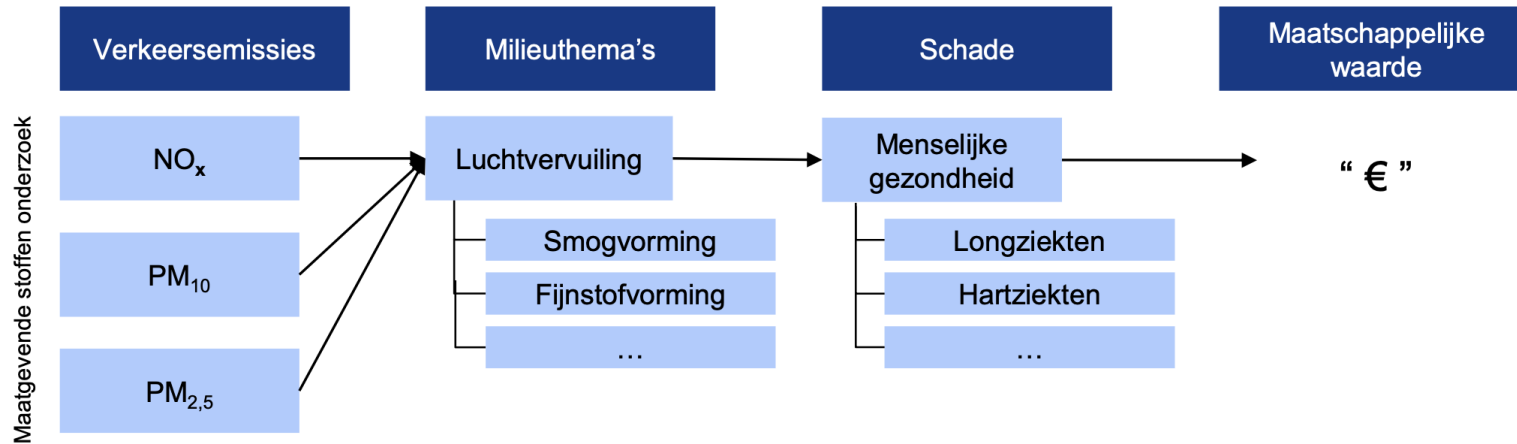 Verkeersemissies
Milieuthema’s
Schade
Maatschappelijke
waarde
Maatgevende stoffen onderzoek
NOₓ
PM₁₀
PM₂,₅
Luchtvervuiling
Smogvorming
Fijnstofvorming
…
Menselijke
gezondheid
Longziekten
Hartziekten
…
“ € ”